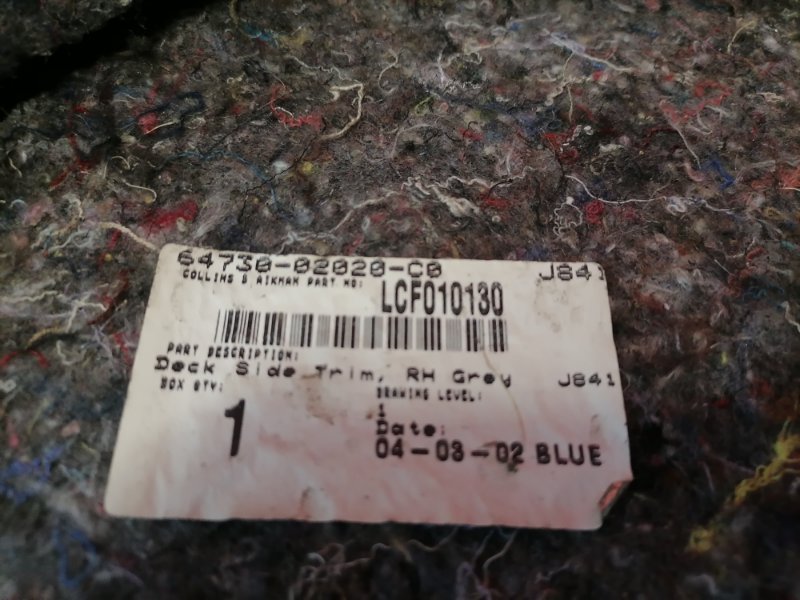 64730-02020-C0 J841
COLLINS & AIKMAN PART NO: LCF010130
PART DESCRIPTION:
Deck Side Trim, RH Grey J841
BOX QTY: DRAWING LEVEL:
1 1
Date:
04-03-02 BLUE